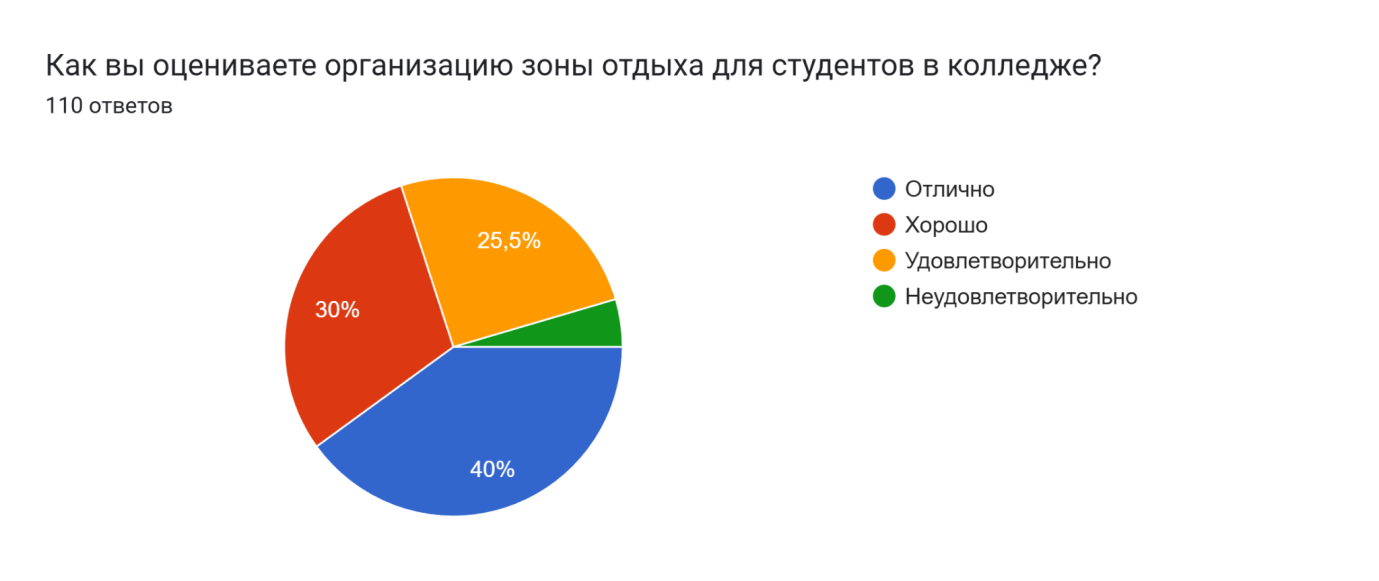 Как вы оцениваете организацию зоны отдыха для студентов в колледже?
110 ответов
25,5%
30%
40%
Отлично
Хорошо
Удовлетворительно
Неудовлетворительно